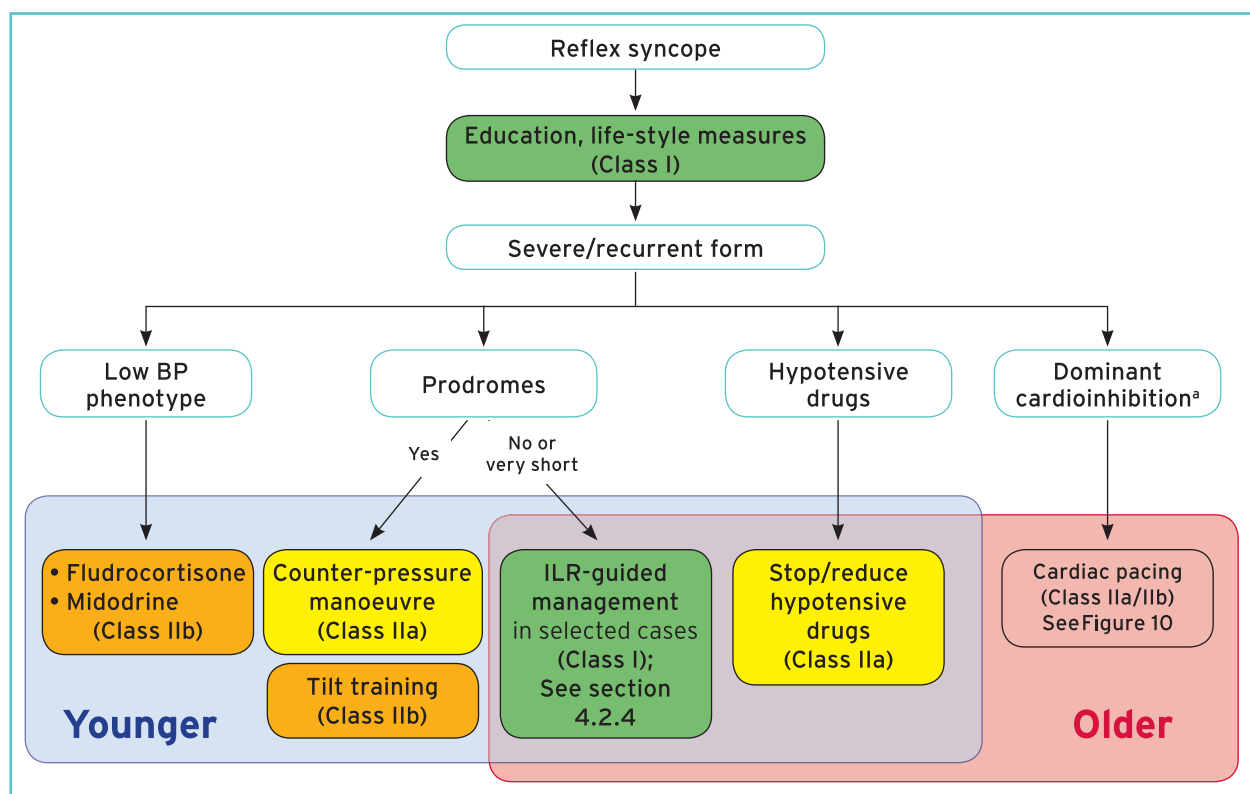 Reflex syncope
Education, life-style measures
(Class I)
Severe/recurrent form
Low BP
phenotype
Prodromes
Hypotensive
drugs
Dominant
cardioinhibitionᵃ
Yes
No or
very short
• Fludrocortisone
• Midodrine
(Class IIb)
Counter-pressure
manoeuvre
(Class IIa)
Tilt training
(Class IIb)
ILR-guided
management
in selected cases
(Class I);
See section
4.2.4
Stop/reduce
hypotensive
drugs
(Class IIa)
Cardiac pacing
(Class IIa/IIb)
See Figure 10
Younger
Older